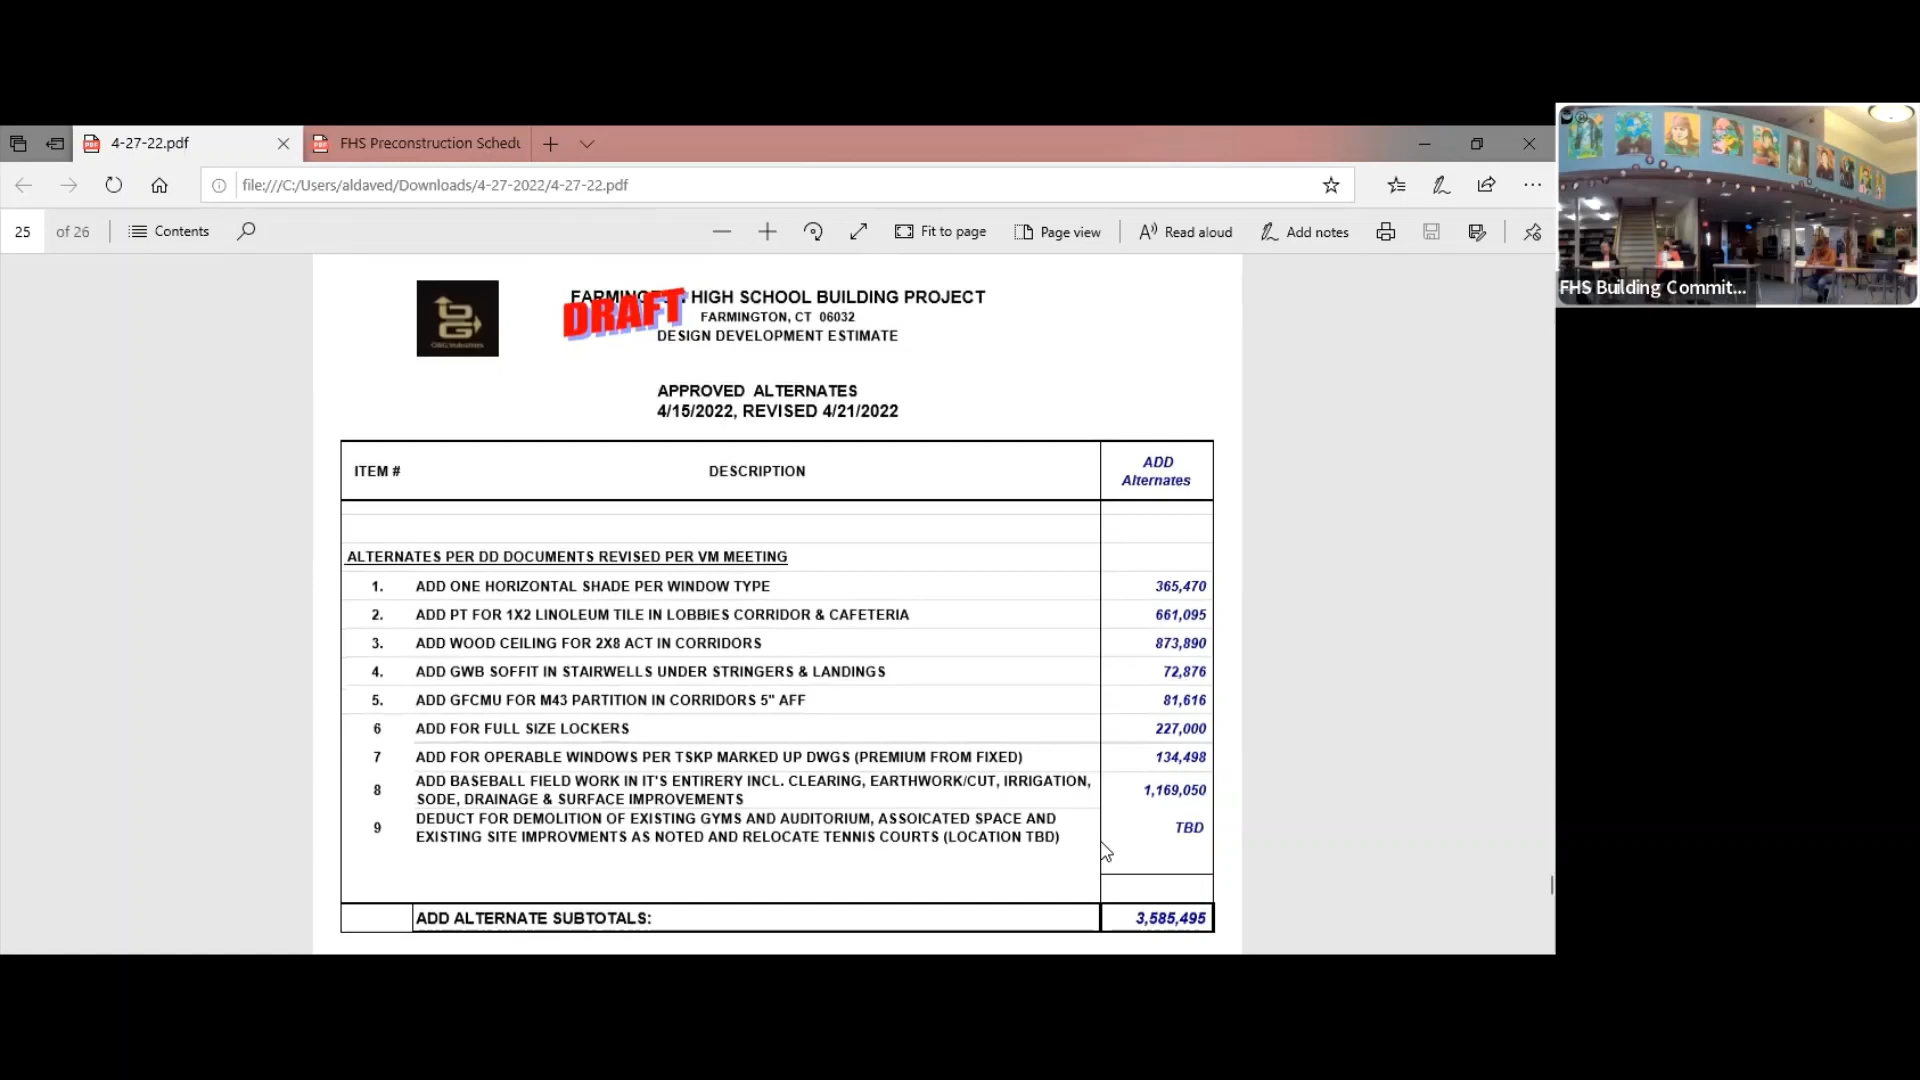 4-27-22.pdf
FHS Preconstruction Schedu
file:///C:/Users/aldaved/Downloads/4-27-2022/4-27-22.pdf
25 of 26
Contents
Fit to page
Page view
Read aloud
Add notes
FHS Building Commit...
FARMINGTON HIGH SCHOOL BUILDING PROJECT
DRAFT
FARMINGTON, CT 06032
DESIGN DEVELOPMENT ESTIMATE
APPROVED ALTERNATES
4/15/2022, REVISED 4/21/2022
ITEM # DESCRIPTION ADD Alternates
ALTERNATES PER DD DOCUMENTS REVISED PER VM MEETING
1. ADD ONE HORIZONTAL SHADE PER WINDOW TYPE 365,470
2. ADD PT FOR 1X2 LINOLEUM TILE IN LOBBIES CORRIDOR & CAFETERIA 661,095
3. ADD WOOD CEILING FOR 2X8 ACT IN CORRIDORS 873,890
4. ADD GWB SOFFIT IN STAIRWELLS UNDER STRINGERS & LANDINGS 72,876
5. ADD GFCMU FOR M43 PARTITION IN CORRIDORS 5" AFF 81,616
6 ADD FOR FULL SIZE LOCKERS 227,000
7 ADD FOR OPERABLE WINDOWS PER TSKP MARKED UP DWGS (PREMIUM FROM FIXED) 134,498
8 ADD BASEBALL FIELD WORK IN IT'S ENTIRERY INCL. CLEARING, EARTHWORK/CUT, IRRIGATION,
SODE, DRAINAGE & SURFACE IMPROVEMENTS 1,169,050
9 DEDUCT FOR DEMOLITION OF EXISTING GYMS AND AUDITORIUM, ASSOICATED SPACE AND
EXISTING SITE IMPROVMENTS AS NOTED AND RELOCATE TENNIS COURTS (LOCATION TBD) TBD
ADD ALTERNATE SUBTOTALS: 3,585,495